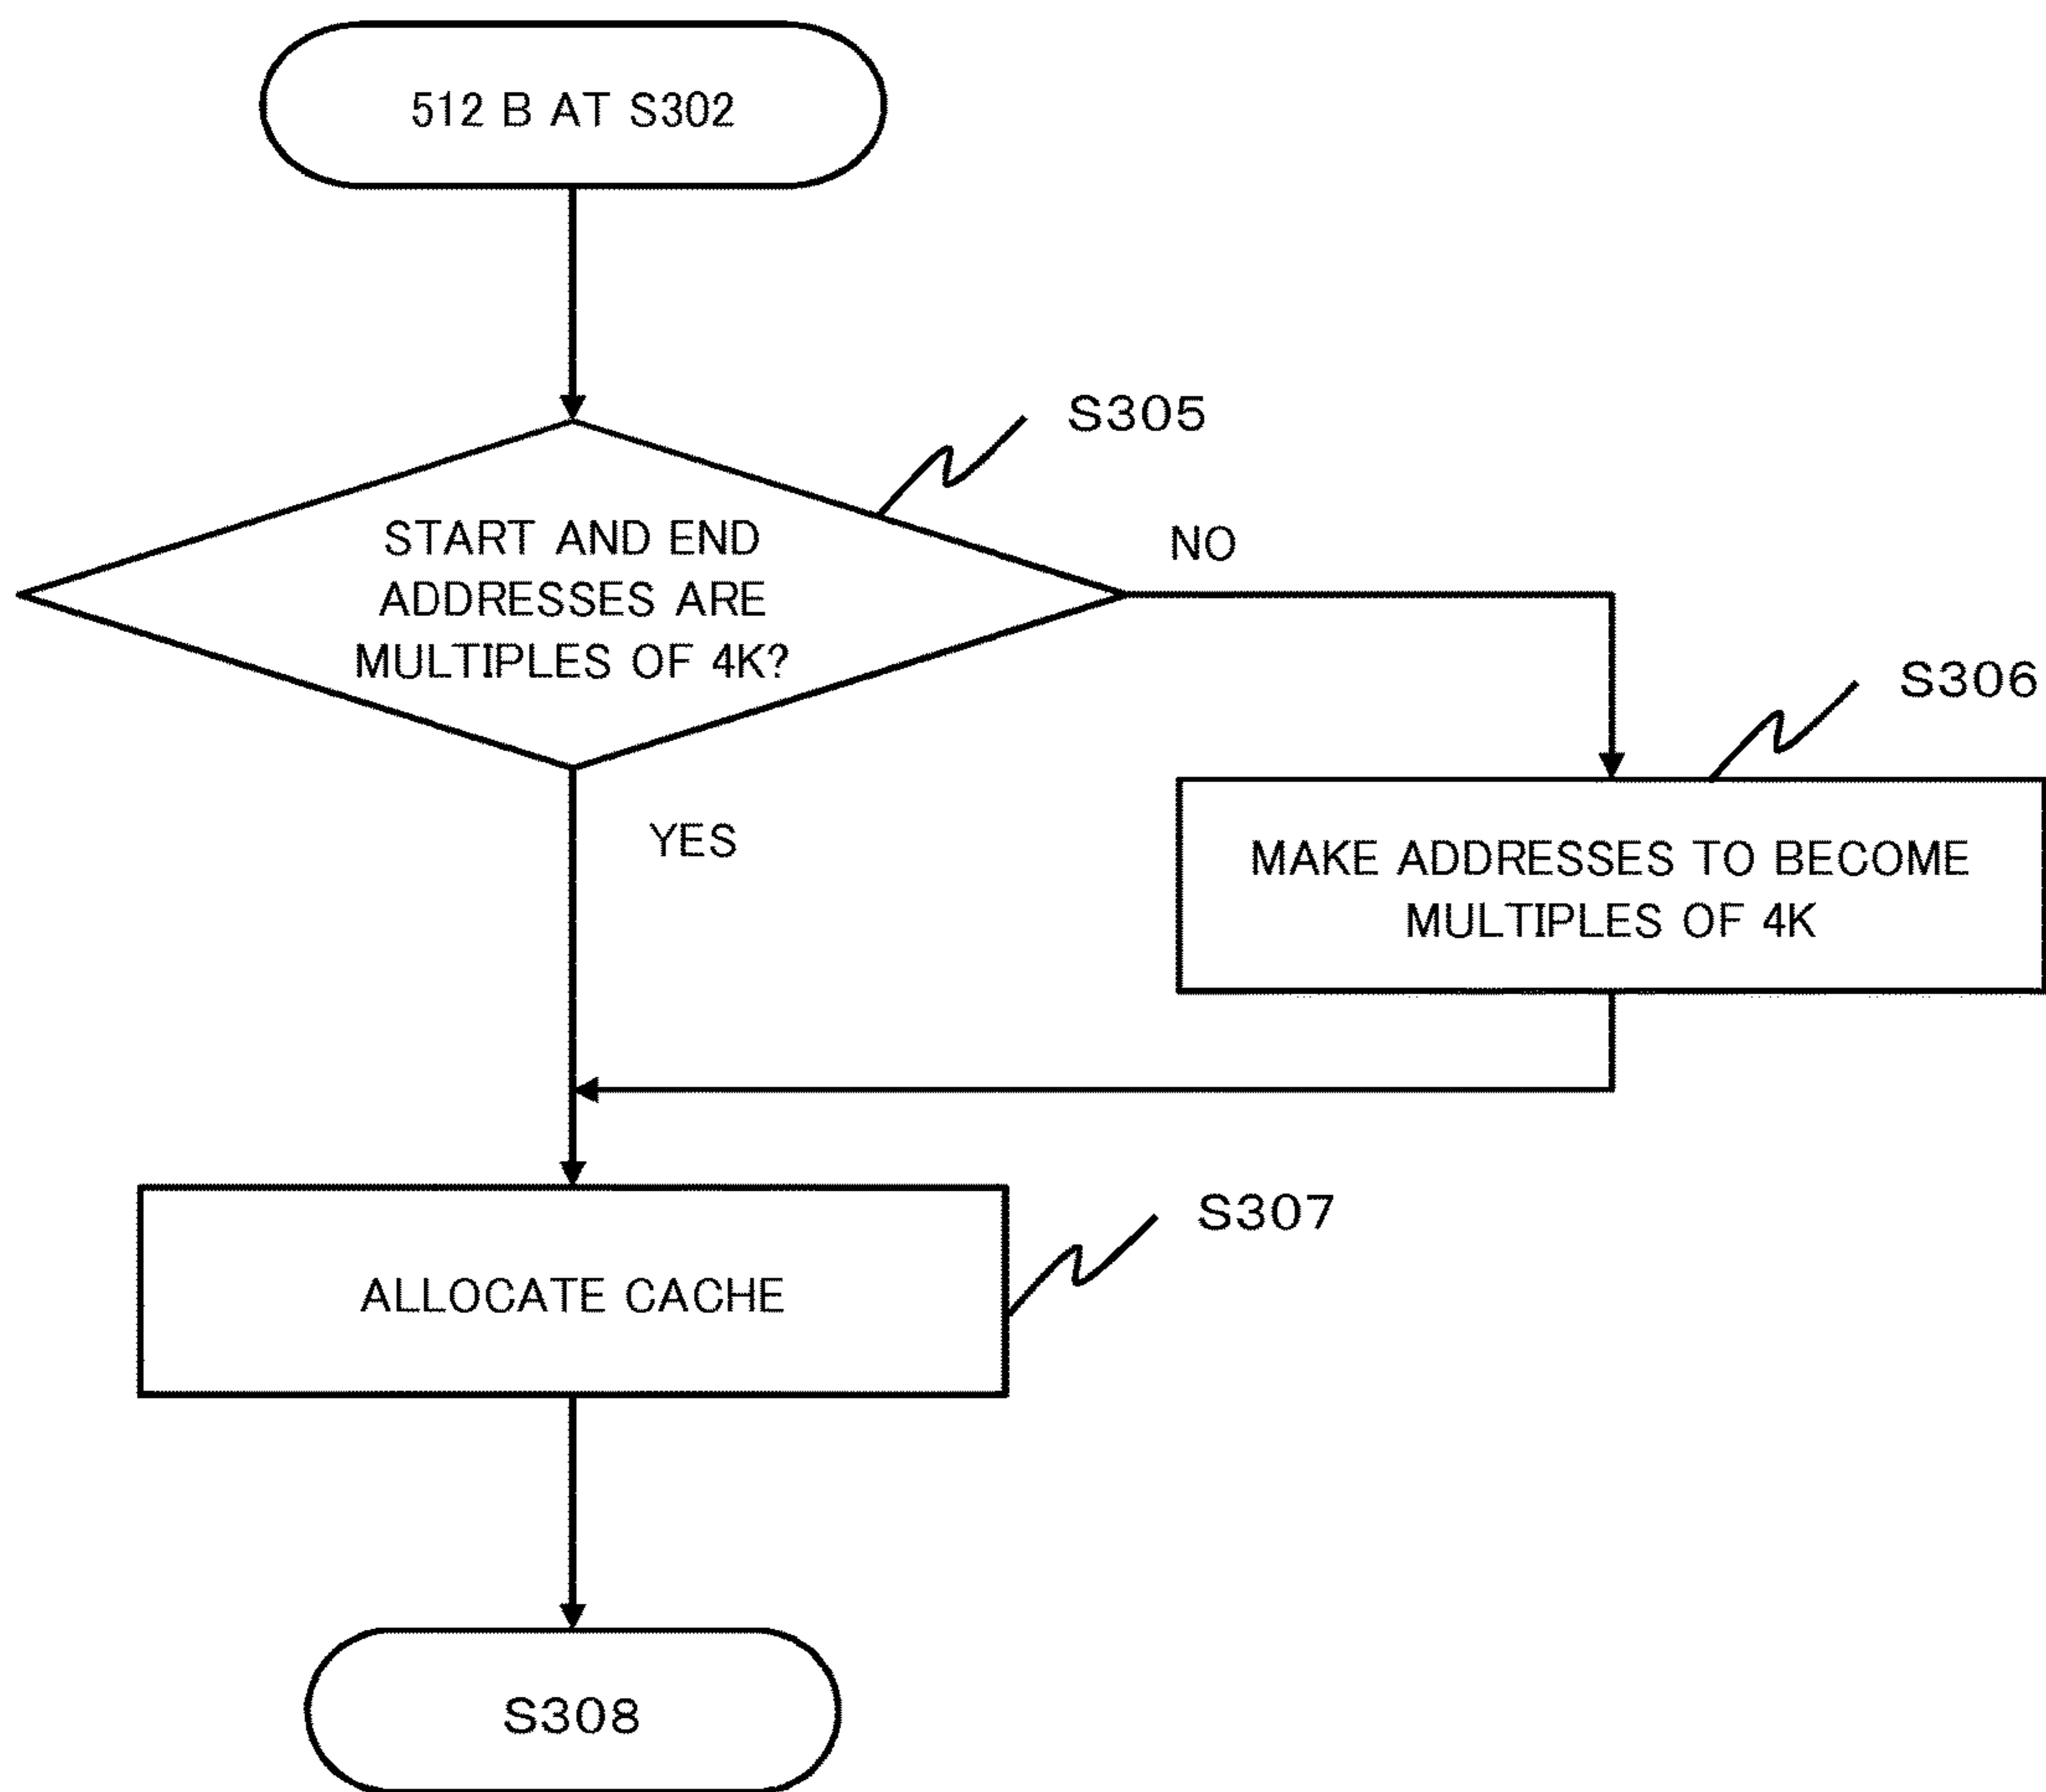 512 B AT S302
S305
START AND END
ADDRESSES ARE
MULTIPLES OF 4K?
NO
S306
YES
MAKE ADDRESSES TO BECOME
MULTIPLES OF 4K
S307
ALLOCATE CACHE
S308